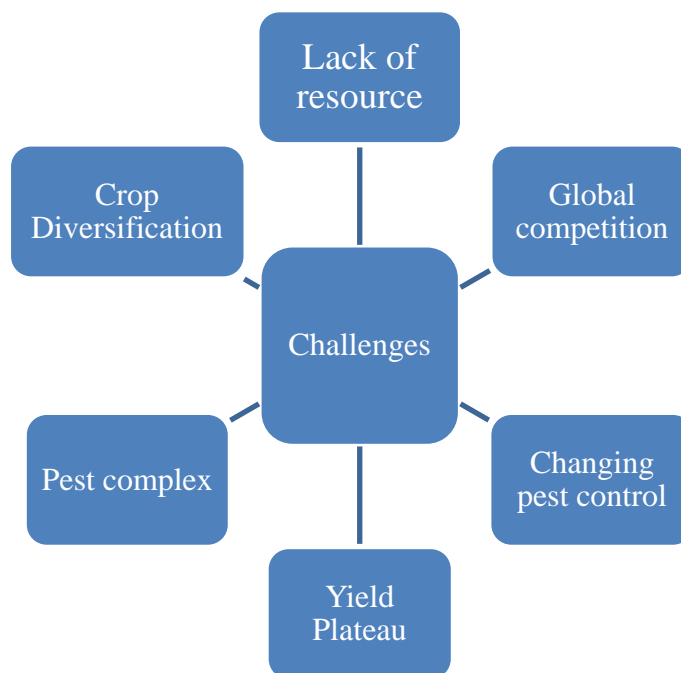 Lack of
resource
Crop
Diversification
Global
competition
Challenges
Pest complex
Changing
pest control
Yield
Plateau